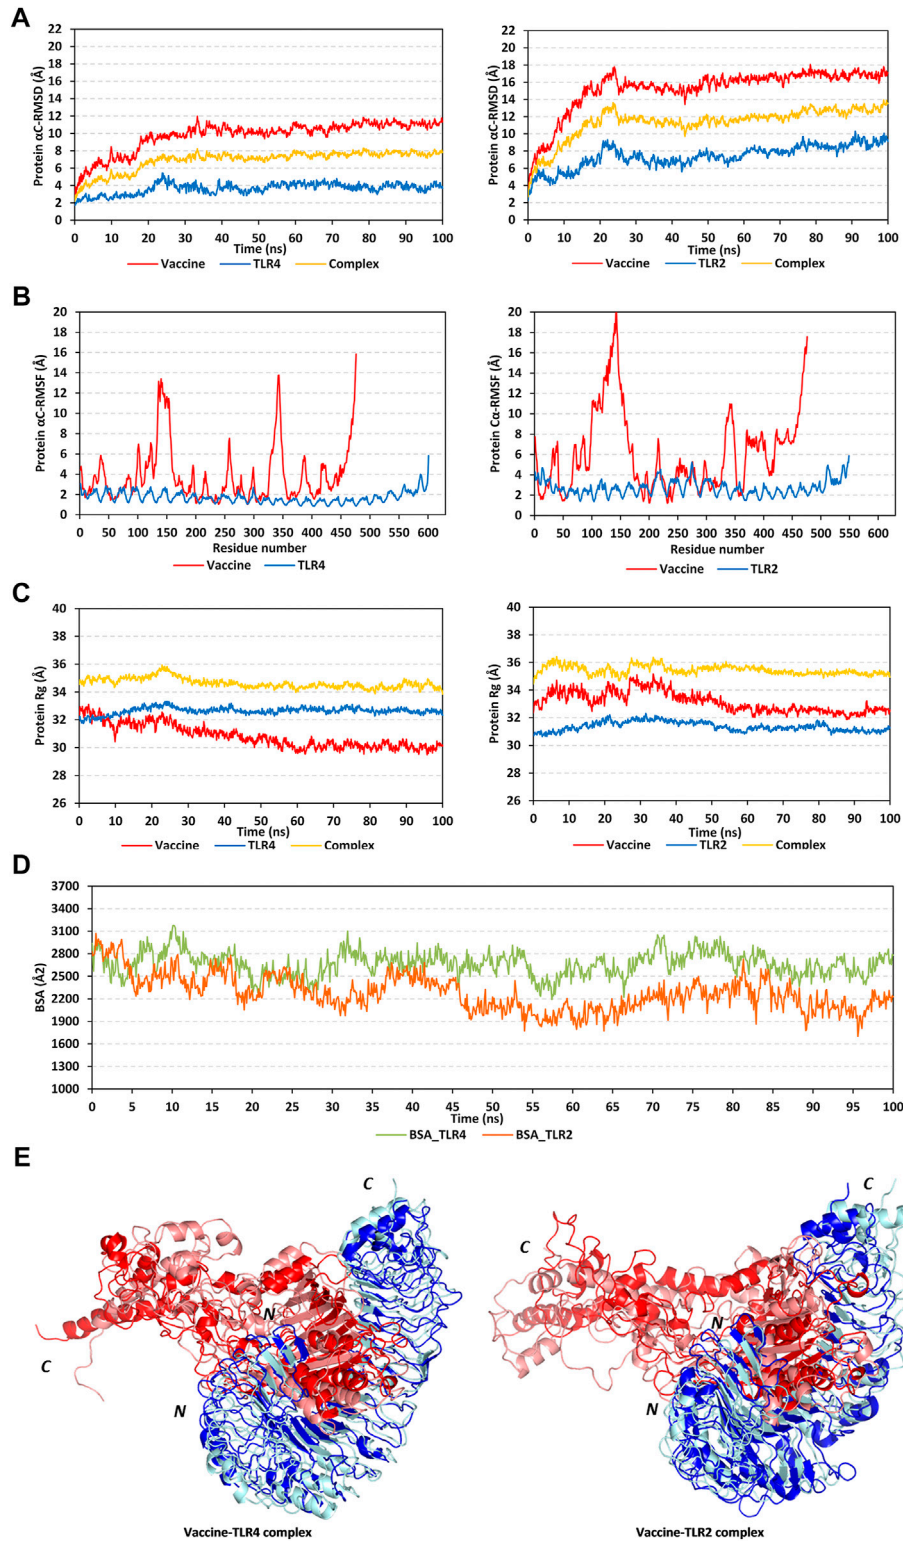 A
Protein αC-RMSD (Å)
22
20
18
16
14
12
10
8
6
4
2
0
0 10 20 30 40 50 60 70 80 90 100
Time (ns)
Vaccine TLR4 Complex
Protein αC-RMSD (Å)
22
20
18
16
14
12
10
8
6
4
2
0
0 10 20 30 40 50 60 70 80 90 100
Time (ns)
Vaccine TLR2 Complex
B
Protein αC-RMSF (Å)
20
18
16
14
12
10
8
6
4
2
0
0 50 100 150 200 250 300 350 400 450 500 550 600
Residue number
Vaccine TLR4
Protein Cα-RMSF (Å)
20
18
16
14
12
10
8
6
4
2
0
0 50 100 150 200 250 300 350 400 450 500 550 600
Residue number
Vaccine TLR2
C
Protein Rg (Å)
40
38
36
34
32
30
28
26
0 10 20 30 40 50 60 70 80 90 100
Time (ns)
Vaccine TLR4 Complex
Protein Rg (Å)
40
38
36
34
32
30
28
26
0 10 20 30 40 50 60 70 80 90 100
Time (ns)
Vaccine TLR2 Complex
D
BSA (Å2)
3700
3400
3100
2800
2500
2200
1900
1600
1300
1000
0 5 10 15 20 25 30 35 40 45 50 55 60 65 70 75 80 85 90 95 100
Time (ns)
BSA_TLR4 BSA_TLR2
E
C
N
C
N
Vaccine-TLR4 complex
C
C
N
N
Vaccine-TLR2 complex